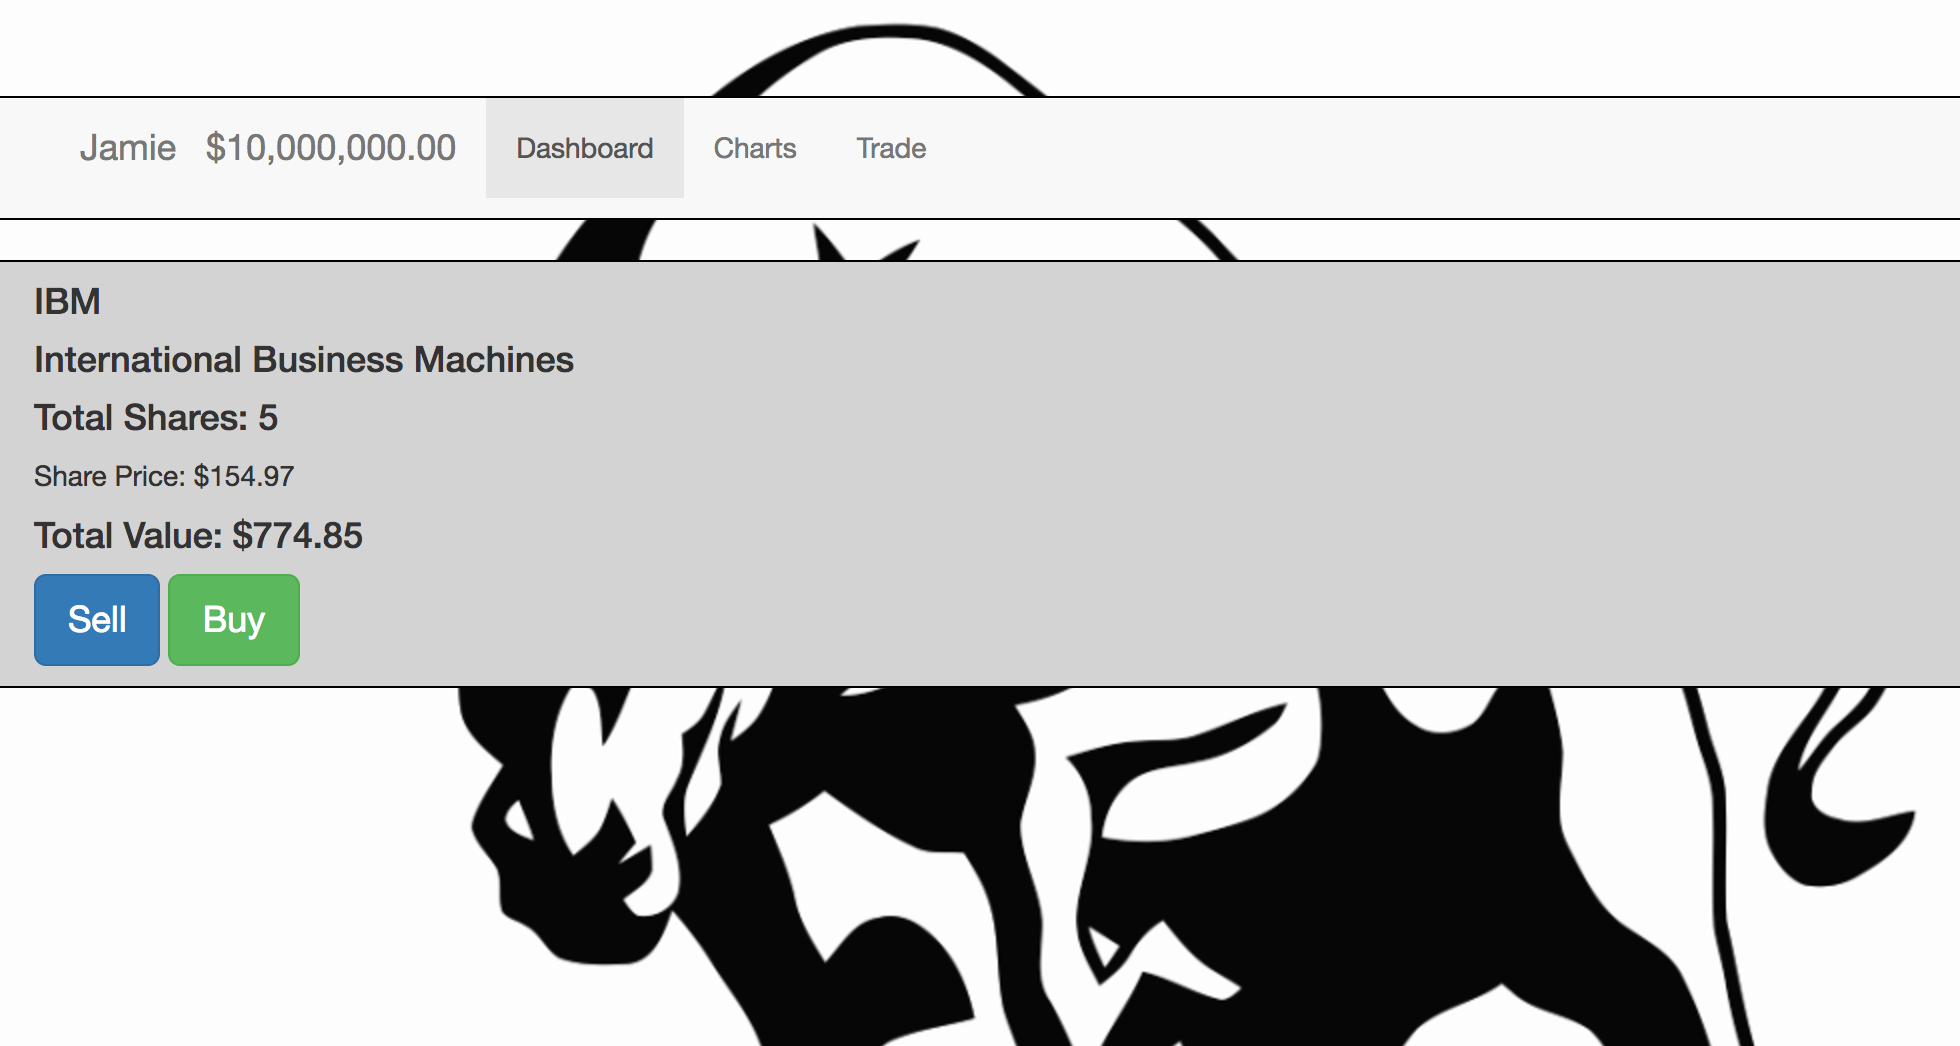 Jamie $10,000,000.00 Dashboard Charts Trade
IBM
International Business Machines
Total Shares: 5
Share Price: $154.97
Total Value: $774.85
Sell Buy